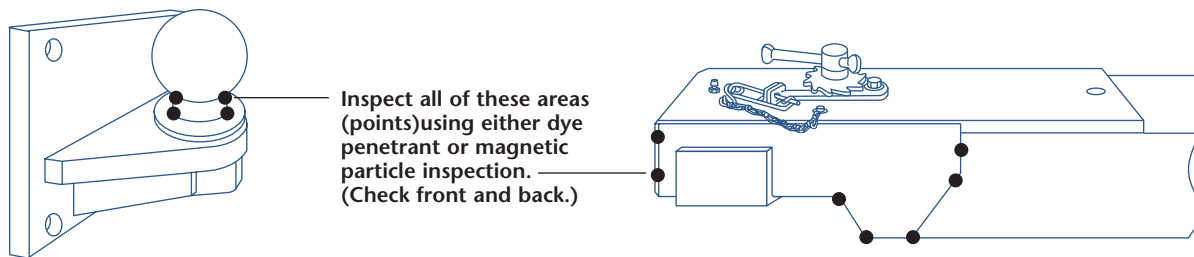 Inspect all of these areas
(points)using either dye
penetrant or magnetic
particle inspection.
(Check front and back.)